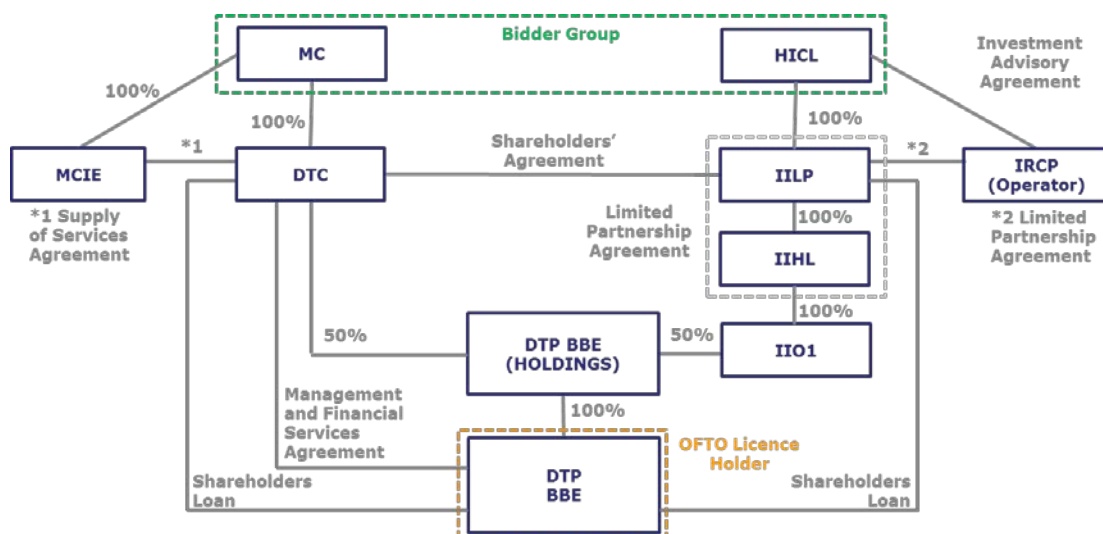 Bidder Group
MC
HICL
Investment
Advisory
Agreement
100%
100%
100%
*1
Shareholders'
Agreement
*2
MCIE
DTC
IILP
IRCP
(Operator)
*1 Supply
of Services
Agreement
Limited
Partnership
Agreement
100%
*2 Limited
Partnership
Agreement
IIHL
100%
50%
DTP BBE
(HOLDINGS)
50%
IIO1
Management
and Financial
Services
Agreement
100%
OFTO Licence
Holder
DTP
BBE
Shareholders
Loan
Shareholders
Loan